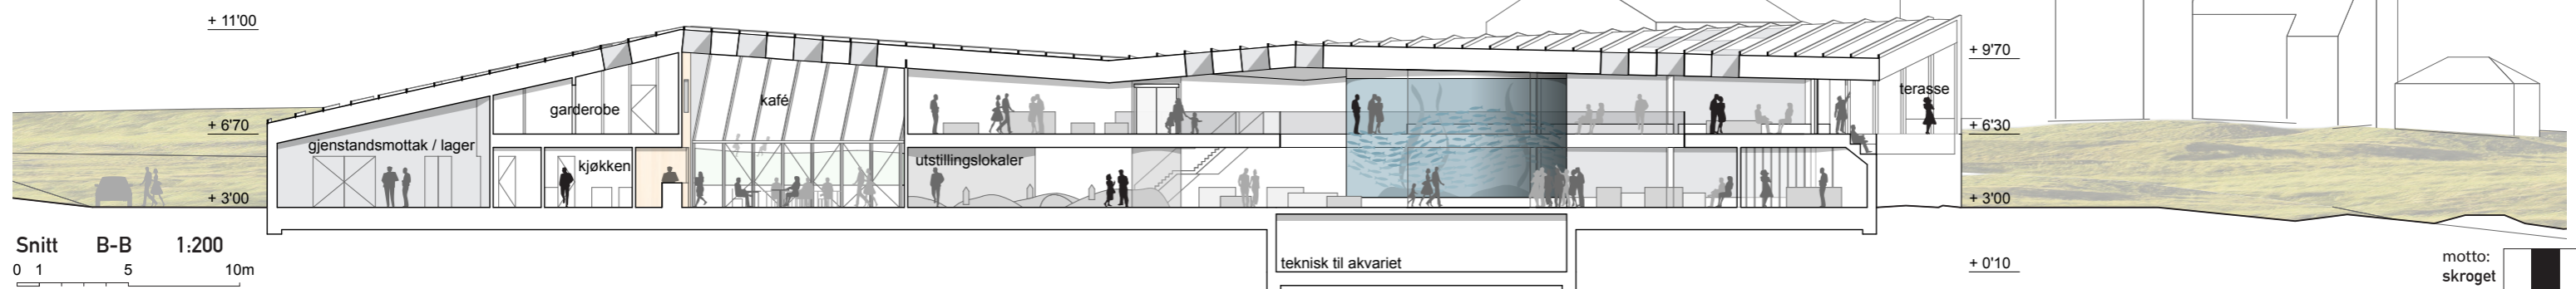 + 11'00
+ 9'70
terasse
kafé
garderobe
+ 6'70
+ 6'30
gjenstandsmottak / lager
kjøkken
utstillingslokaler
+ 3'00
+ 3'00
Snitt B-B 1:200
0 1 5 10m
teknisk til akvariet
+ 0'10
motto:
skroget